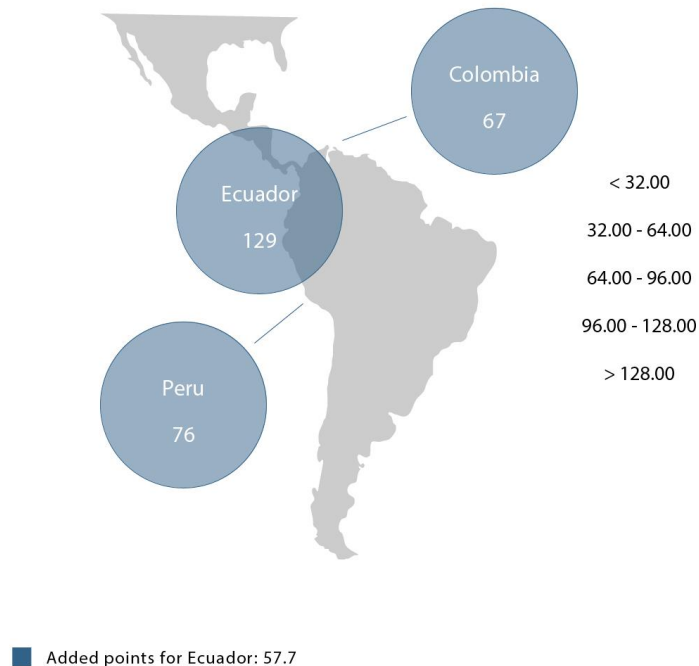 Colombia
67
Ecuador
129
Peru
76
< 32.00
32.00 - 64.00
64.00 - 96.00
96.00 - 128.00
> 128.00
Added points for Ecuador: 57.7